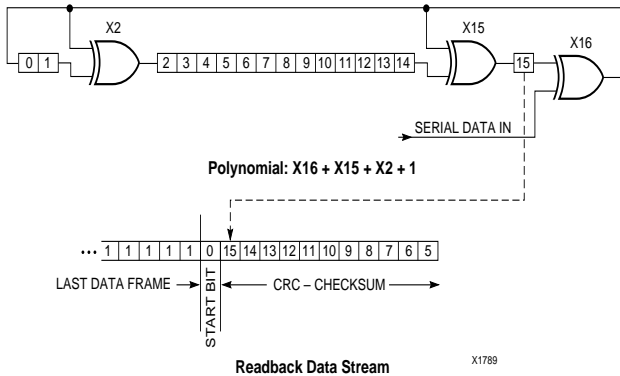 X2 X15 X16
0 1 2 3 4 5 6 7 8 9 10 11 12 13 14 15
SERIAL DATA IN
Polynomial: X16 + X15 + X2 + 1
••• 1 1 1 1 1 0 15 14 13 12 11 10 9 8 7 6 5
LAST DATA FRAME
START BIT
CRC – CHECKSUM
Readback Data Stream
X1789